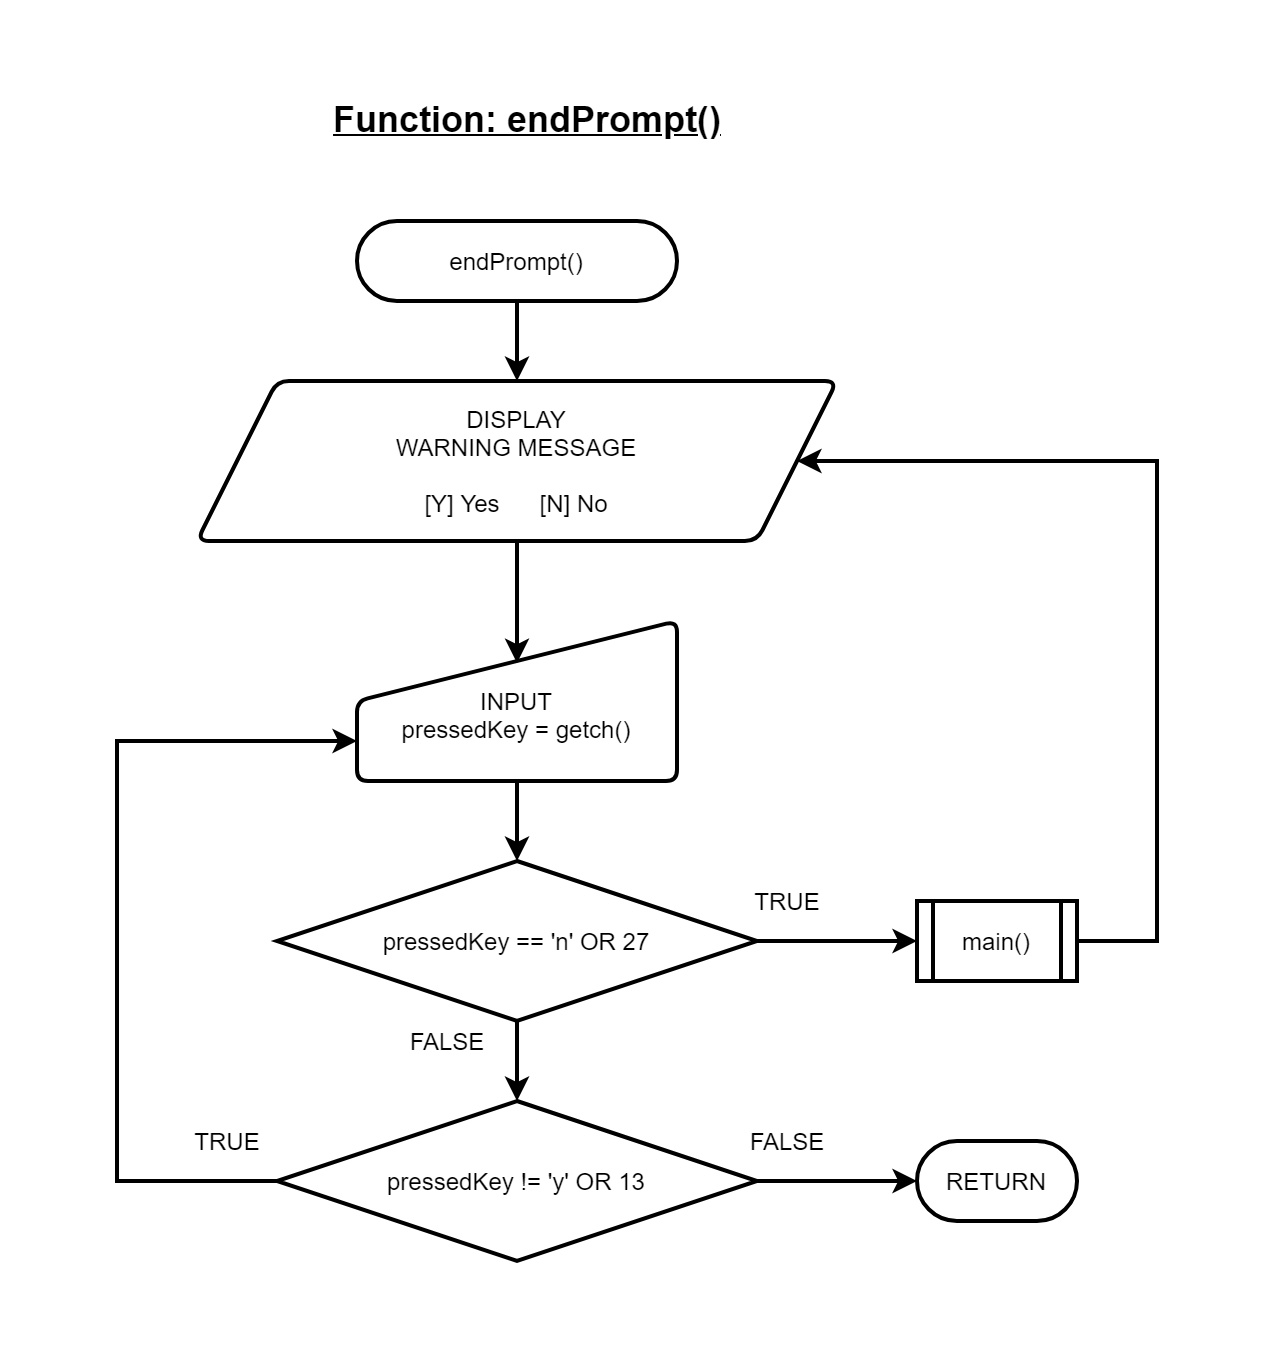 Function: endPrompt()
endPrompt()
DISPLAY
WARNING MESSAGE
[Y] Yes [N] No
INPUT
pressedKey = getch()
TRUE
pressedKey == 'n' OR 27
main()
FALSE
TRUE
FALSE
pressedKey != 'y' OR 13
RETURN